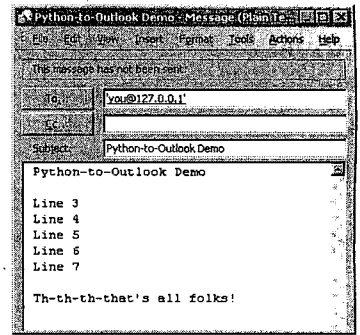 Python-to-Outlook Demo - Message (Plain Te...
File Edit View Insert Format Tools Actions Help
This message has not been sent.
To... 'you@127.0.0.1'
Cc...
Subject: Python-to-Outlook Demo
Python-to-Outlook Demo
Line 3
Line 4
Line 5
Line 6
Line 7
Th-th-th-that's all folks!